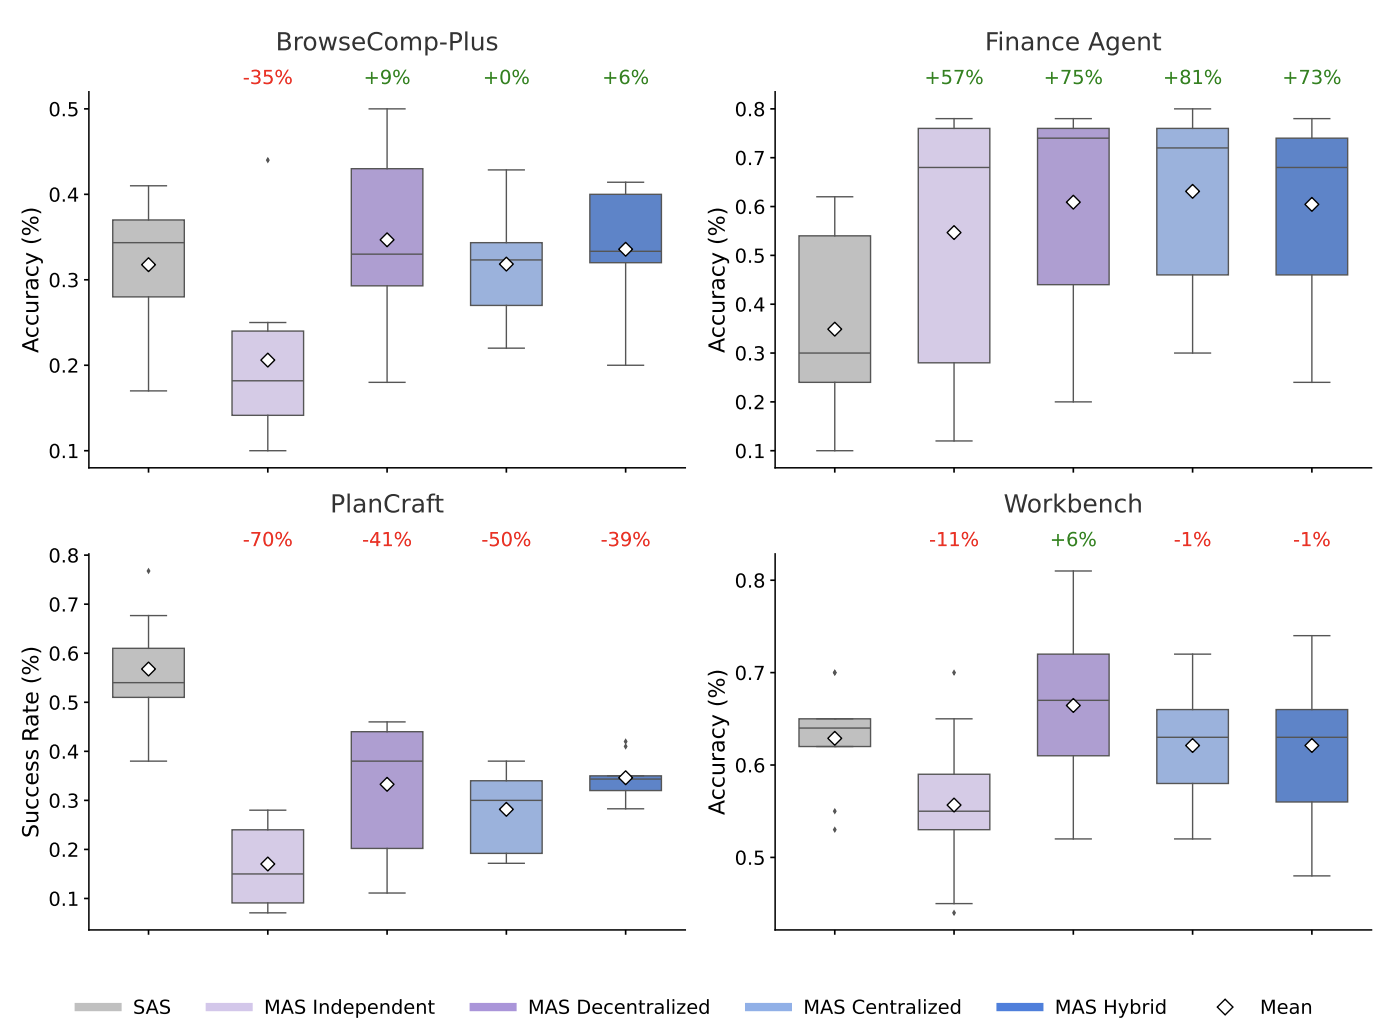 BrowseComp-Plus
-35% +9% +0% +6%
Accuracy (%)
0.5
0.4
0.3
0.2
0.1
Finance Agent
+57% +75% +81% +73%
Accuracy (%)
0.8
0.7
0.6
0.5
0.4
0.3
0.2
0.1
PlanCraft
-70% -41% -50% -39%
Success Rate (%)
0.8
0.7
0.6
0.5
0.4
0.3
0.2
0.1
Workbench
-11% +6% -1% -1%
Accuracy (%)
0.8
0.7
0.6
0.5
SAS MAS Independent MAS Decentralized MAS Centralized MAS Hybrid Mean